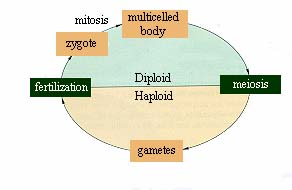 multicelled
body
mitosis
zygote
Diploid
fertilization
meiosis
Haploid
gametes